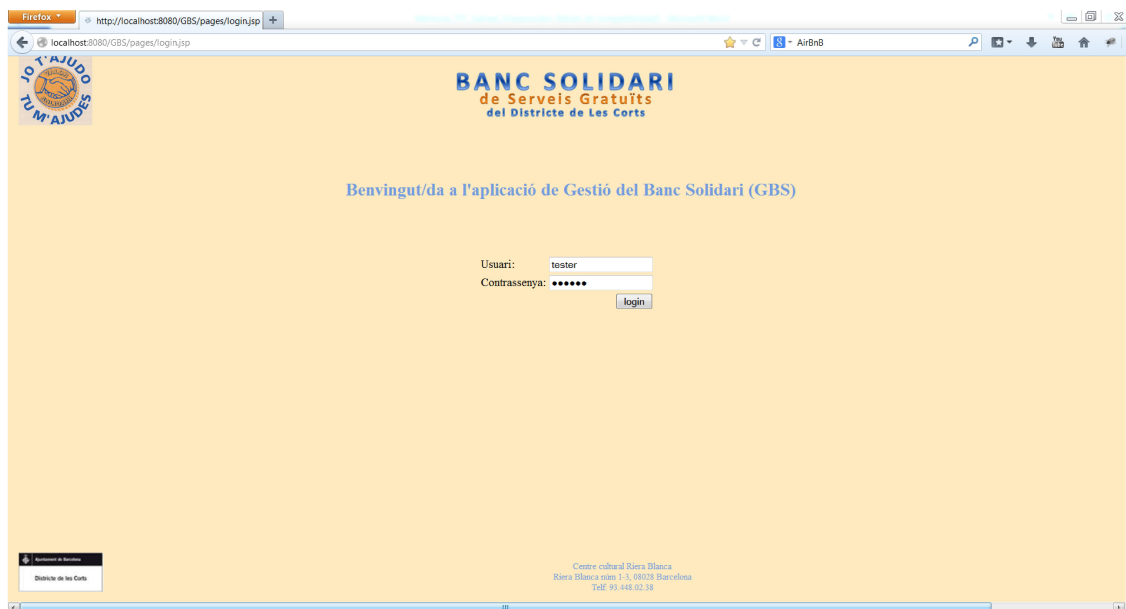 Firefox
http://localhost:8080/GBS/pages/login.jsp
localhost:8080/GBS/pages/login.jsp
AirBnB
JO T'AJUDO
TU M'AJUDES
BANC SOLIDARI
de Serveis Gratuïts
del Districte de Les Corts
Benvingut/da a l'aplicació de Gestió del Banc Solidari (GBS)
Usuari: tester
Contrassenya: ●●●●●●
login
Ajuntament de Barcelona
Districte de les Corts
Centre cultural Riera Blanca
Riera Blanca núm 1-3, 08028 Barcelona
Telf: 93.448.02.38